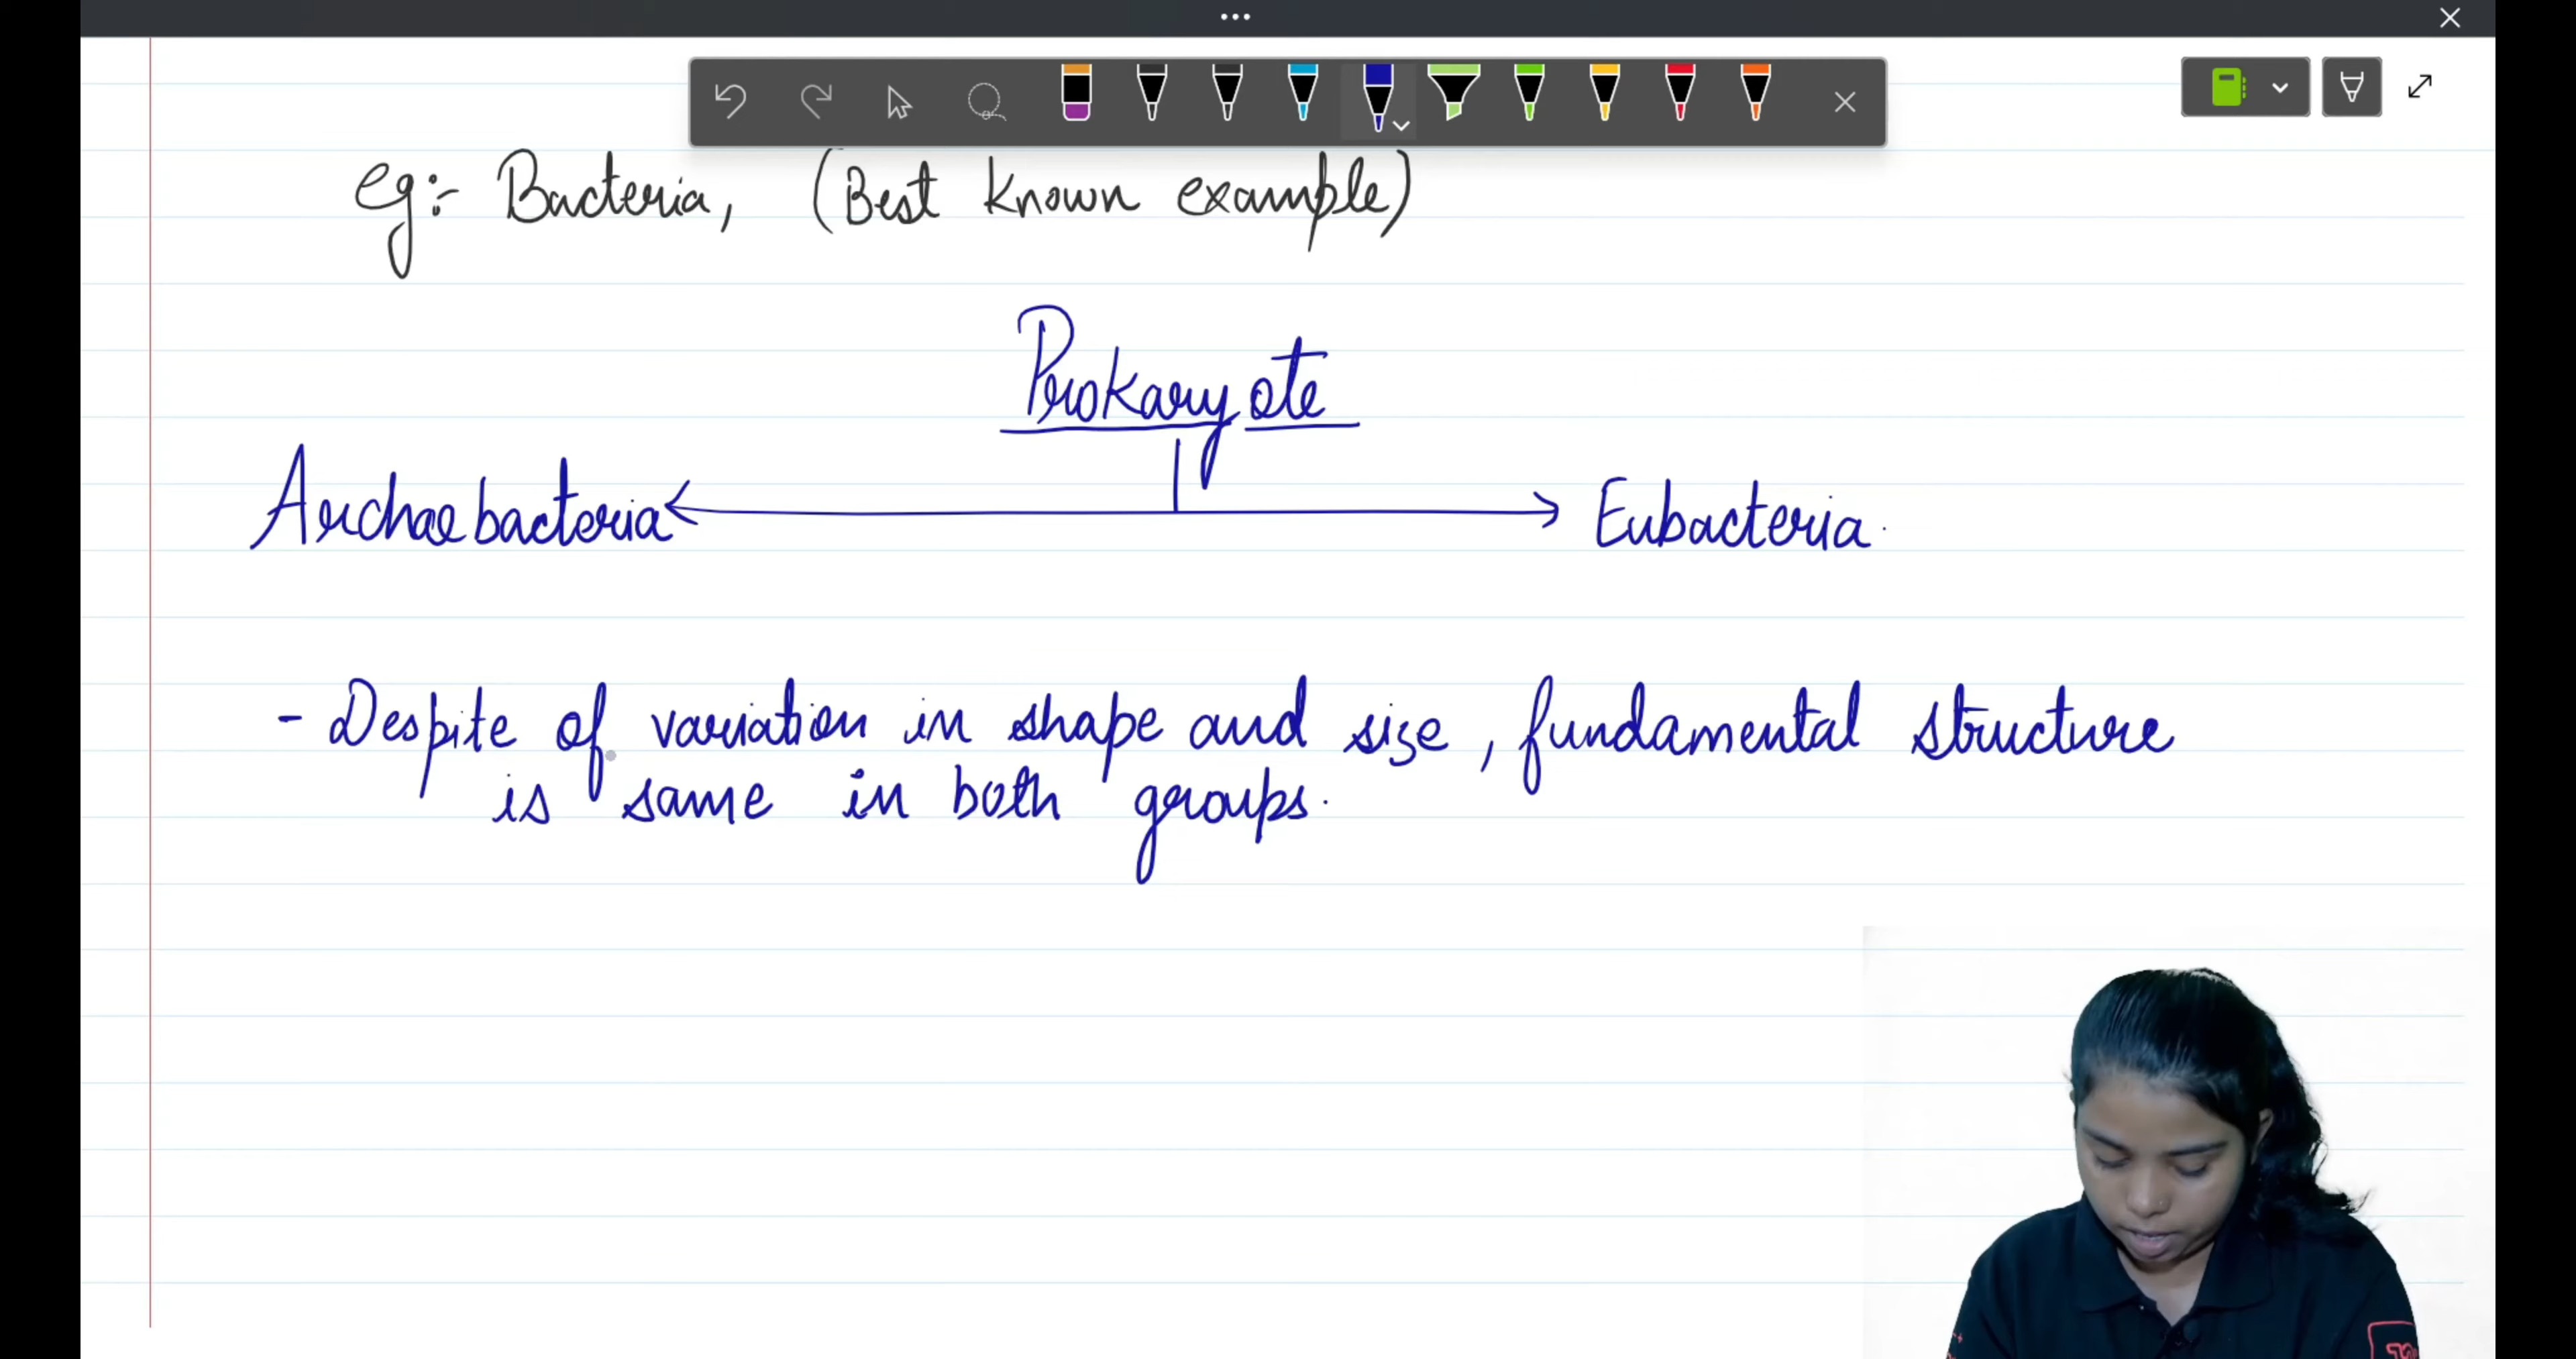 eg:- Bacteria, (Best known example)
Prokaryote
Archaebacteria Eubacteria.
- Despite of variation in shape and size, fundamental structure
is same in both groups.